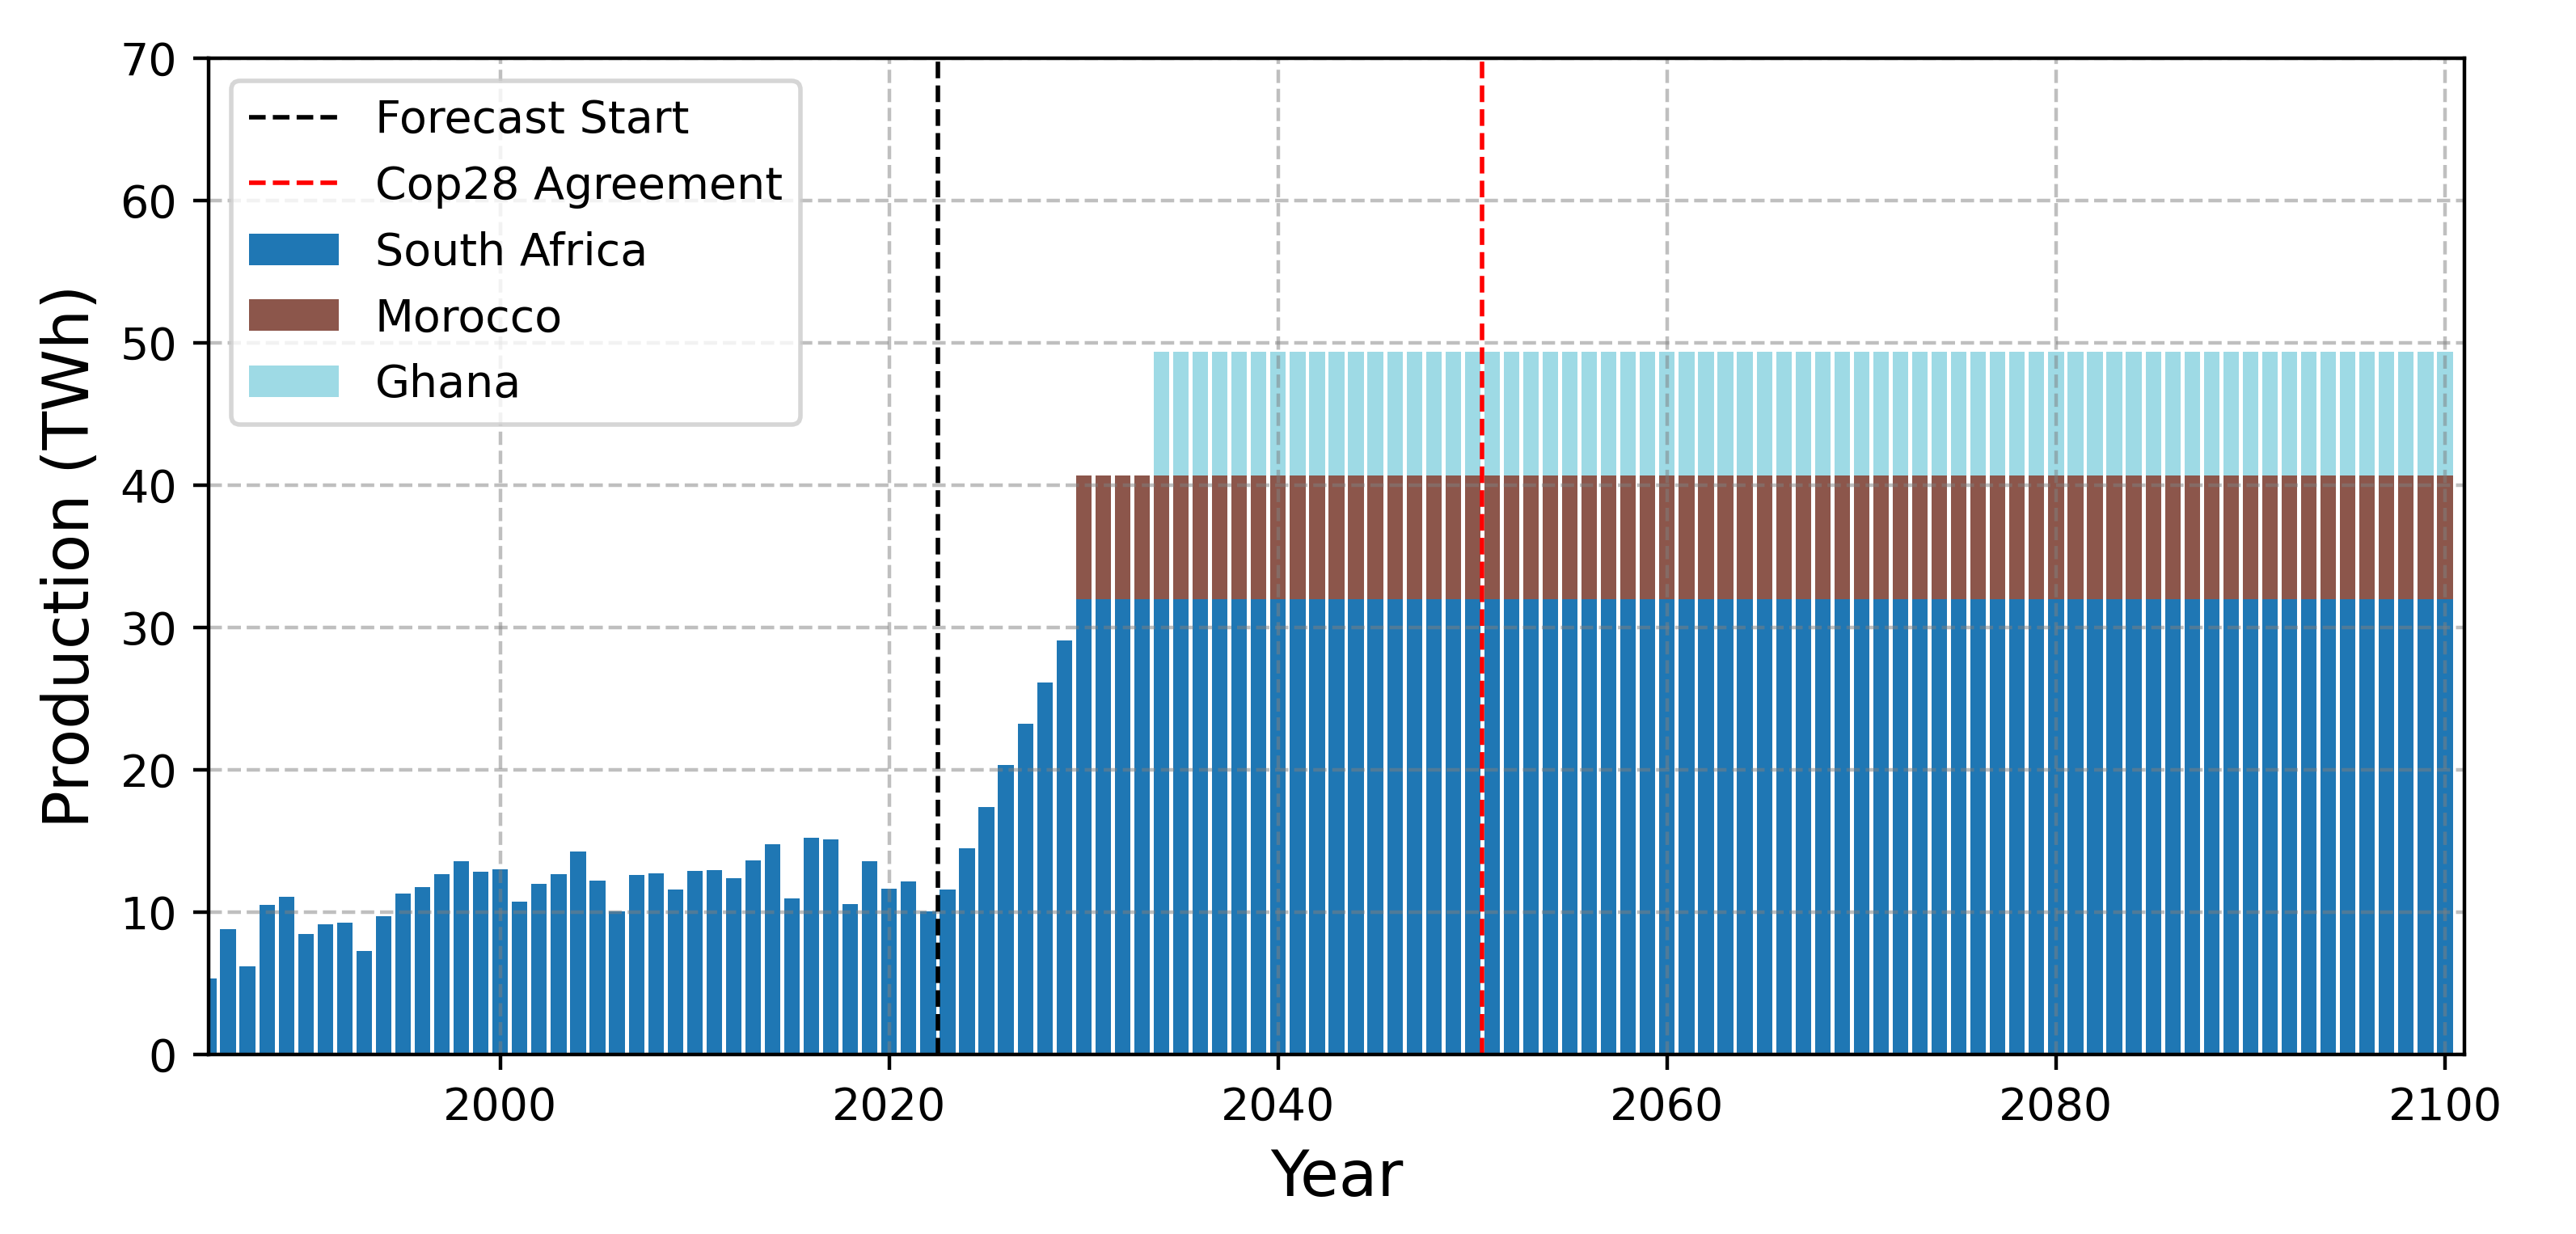 70
60
50
40
30
20
10
0
Production (TWh)
Forecast Start
Cop28 Agreement
South Africa
Morocco
Ghana
2000 2020 2040 2060 2080 2100
Year